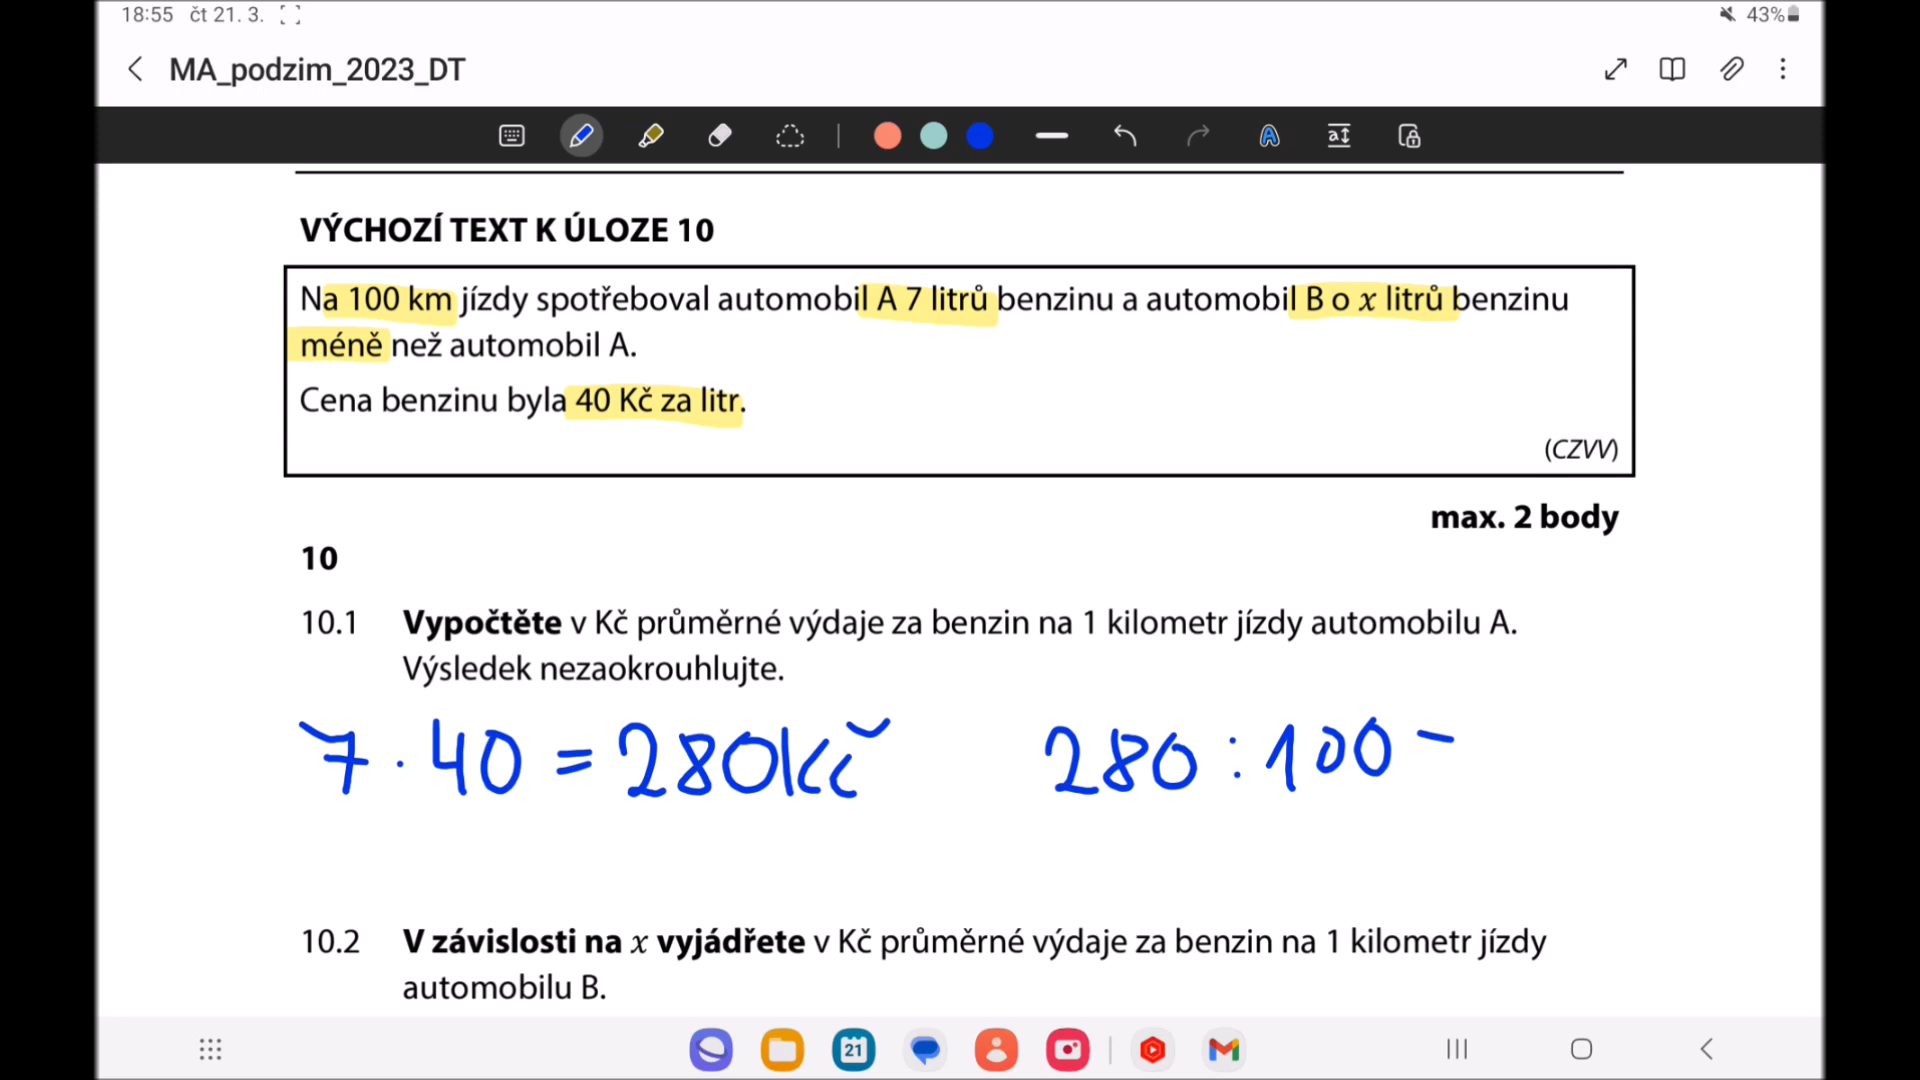 18:55 čt 21. 3.
43%
MA_podzim_2023_DT
VÝCHOZÍ TEXT K ÚLOZE 10
Na 100 km jízdy spotřeboval automobil A 7 litrů benzinu a automobil B o x litrů benzinu
méně než automobil A.
Cena benzinu byla 40 Kč za litr.
(CZVV)
max. 2 body
10
10.1 Vypočtěte v Kč průměrné výdaje za benzin na 1 kilometr jízdy automobilu A.
Výsledek nezaokrouhlujte.
7 · 40 = 280Kč 280 : 100 -
10.2 V závislosti na x vyjádřete v Kč průměrné výdaje za benzin na 1 kilometr jízdy
automobilu B.
21